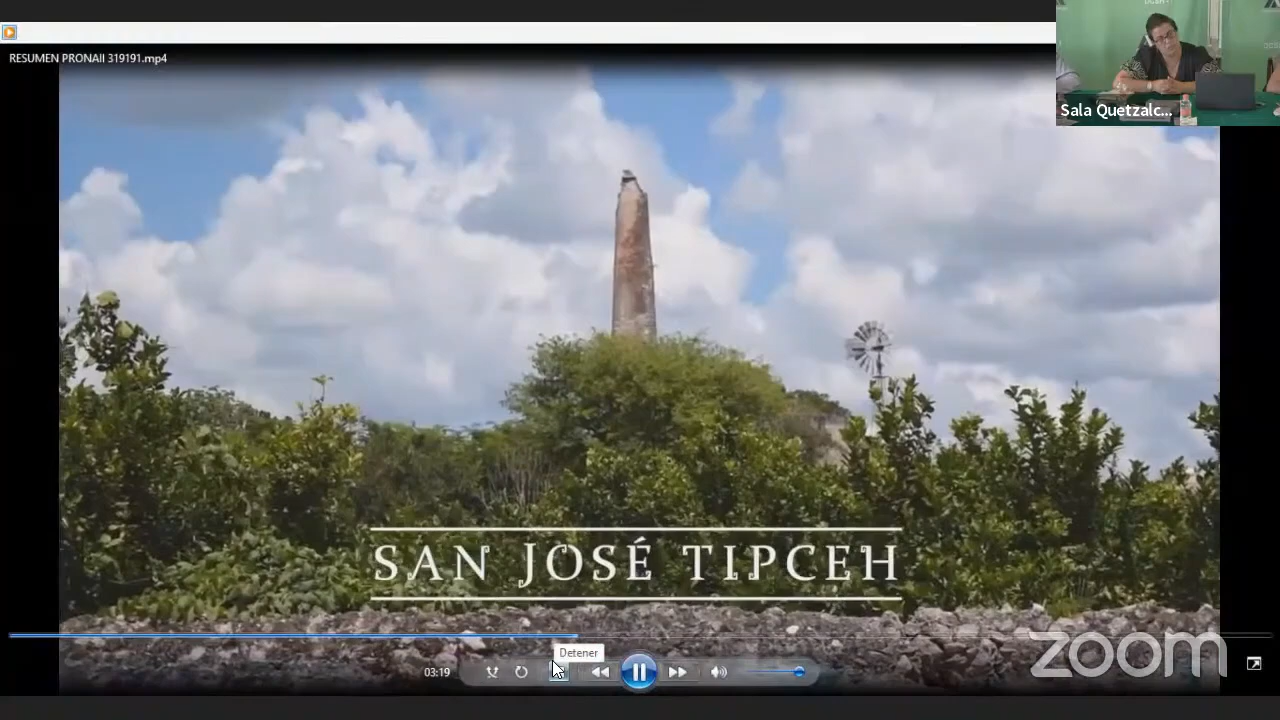 RESUMEN PRONAII 319191.mp4
Sala Quetzalc...
SAN JOSÉ TIPCEH
Detener
03:19
zoom